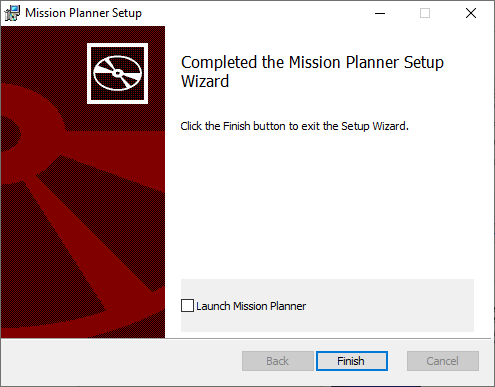 Mission Planner Setup
Completed the Mission Planner Setup
Wizard
Click the Finish button to exit the Setup Wizard.
Launch Mission Planner
Back
Finish
Cancel